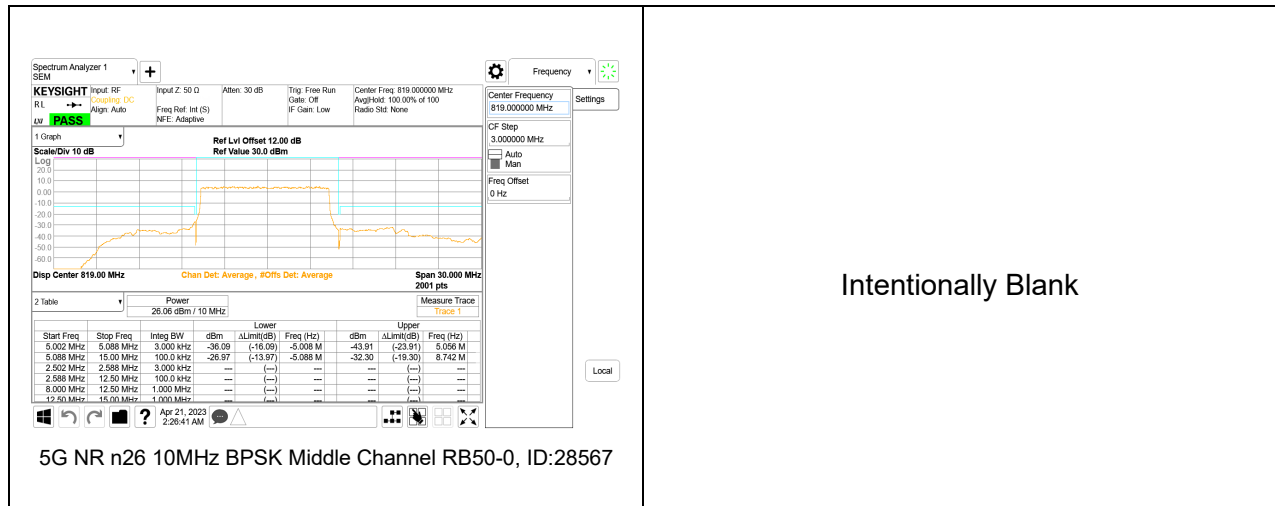 Spectrum Analyzer 1
SEM
Frequency
KEYSIGHT
R L
LXI PASS
Input: RF
Coupling: DC
Align: Auto
Input Z: 50 Ω
Freq Ref: Int (S)
NFE: Adaptive
Atten: 30 dB
Trig: Free Run
Gate: Off
IF Gain: Low
Center Freq: 819.000000 MHz
Avg|Hold: 100.00% of 100
Radio Std: None
Center Frequency
819.000000 MHz
Settings
CF Step
3.000000 MHz
Auto
Man
Freq Offset
0 Hz
1 Graph
Scale/Div 10 dB
Ref Lvl Offset 12.00 dB
Ref Value 30.0 dBm
Log
20.0
10.0
0.00
-10.0
-20.0
-30.0
-40.0
-50.0
-60.0
Disp Center 819.00 MHz
Chan Det: Average, #Offs Det: Average
Span 30.000 MHz
2001 pts
2 Table
Power
26.06 dBm / 10 MHz
Measure Trace
Trace 1
Lower Upper
Start Freq Stop Freq Integ BW dBm ΔLimit(dB) Freq (Hz) dBm ΔLimit(dB) Freq (Hz)
5.002 MHz 5.088 MHz 3.000 kHz -36.09 (-16.09) -5.008 M -43.91 (-23.91) 5.056 M
5.088 MHz 15.00 MHz 100.0 kHz -26.97 (-13.97) -5.088 M -32.30 (-19.30) 8.742 M
2.502 MHz 2.588 MHz 3.000 kHz --- (---) --- --- (---) ---
2.588 MHz 12.50 MHz 100.0 kHz --- (---) --- --- (---) ---
8.000 MHz 12.50 MHz 1.000 MHz --- (---) --- --- (---) ---
12.50 MHz 15.00 MHz 1.000 MHz --- (---) --- --- (---) ---
Local
?
Apr 21, 2023
2:26:41 AM
5G NR n26 10MHz BPSK Middle Channel RB50-0, ID:28567
Intentionally Blank